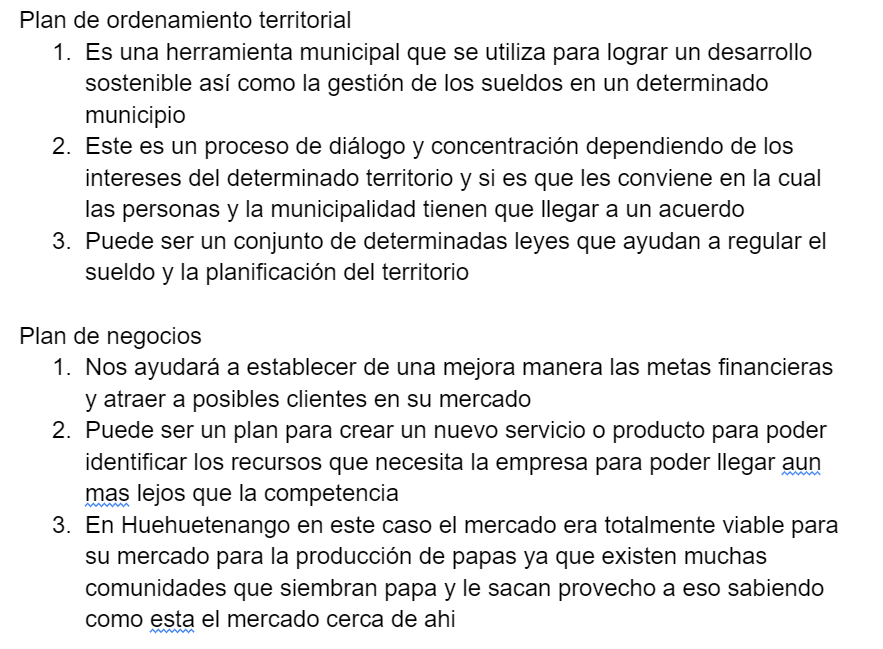 Plan de ordenamiento territorial
1. Es una herramienta municipal que se utiliza para lograr un desarrollo
sostenible así como la gestión de los sueldos en un determinado
municipio
2. Este es un proceso de diálogo y concentración dependiendo de los
intereses del determinado territorio y si es que les conviene en la cual
las personas y la municipalidad tienen que llegar a un acuerdo
3. Puede ser un conjunto de determinadas leyes que ayudan a regular el
sueldo y la planificación del territorio
Plan de negocios
1. Nos ayudará a establecer de una mejora manera las metas financieras
y atraer a posibles clientes en su mercado
2. Puede ser un plan para crear un nuevo servicio o producto para poder
identificar los recursos que necesita la empresa para poder llegar aun
mas lejos que la competencia
3. En Huehuetenango en este caso el mercado era totalmente viable para
su mercado para la producción de papas ya que existen muchas
comunidades que siembran papa y le sacan provecho a eso sabiendo
como esta el mercado cerca de ahi